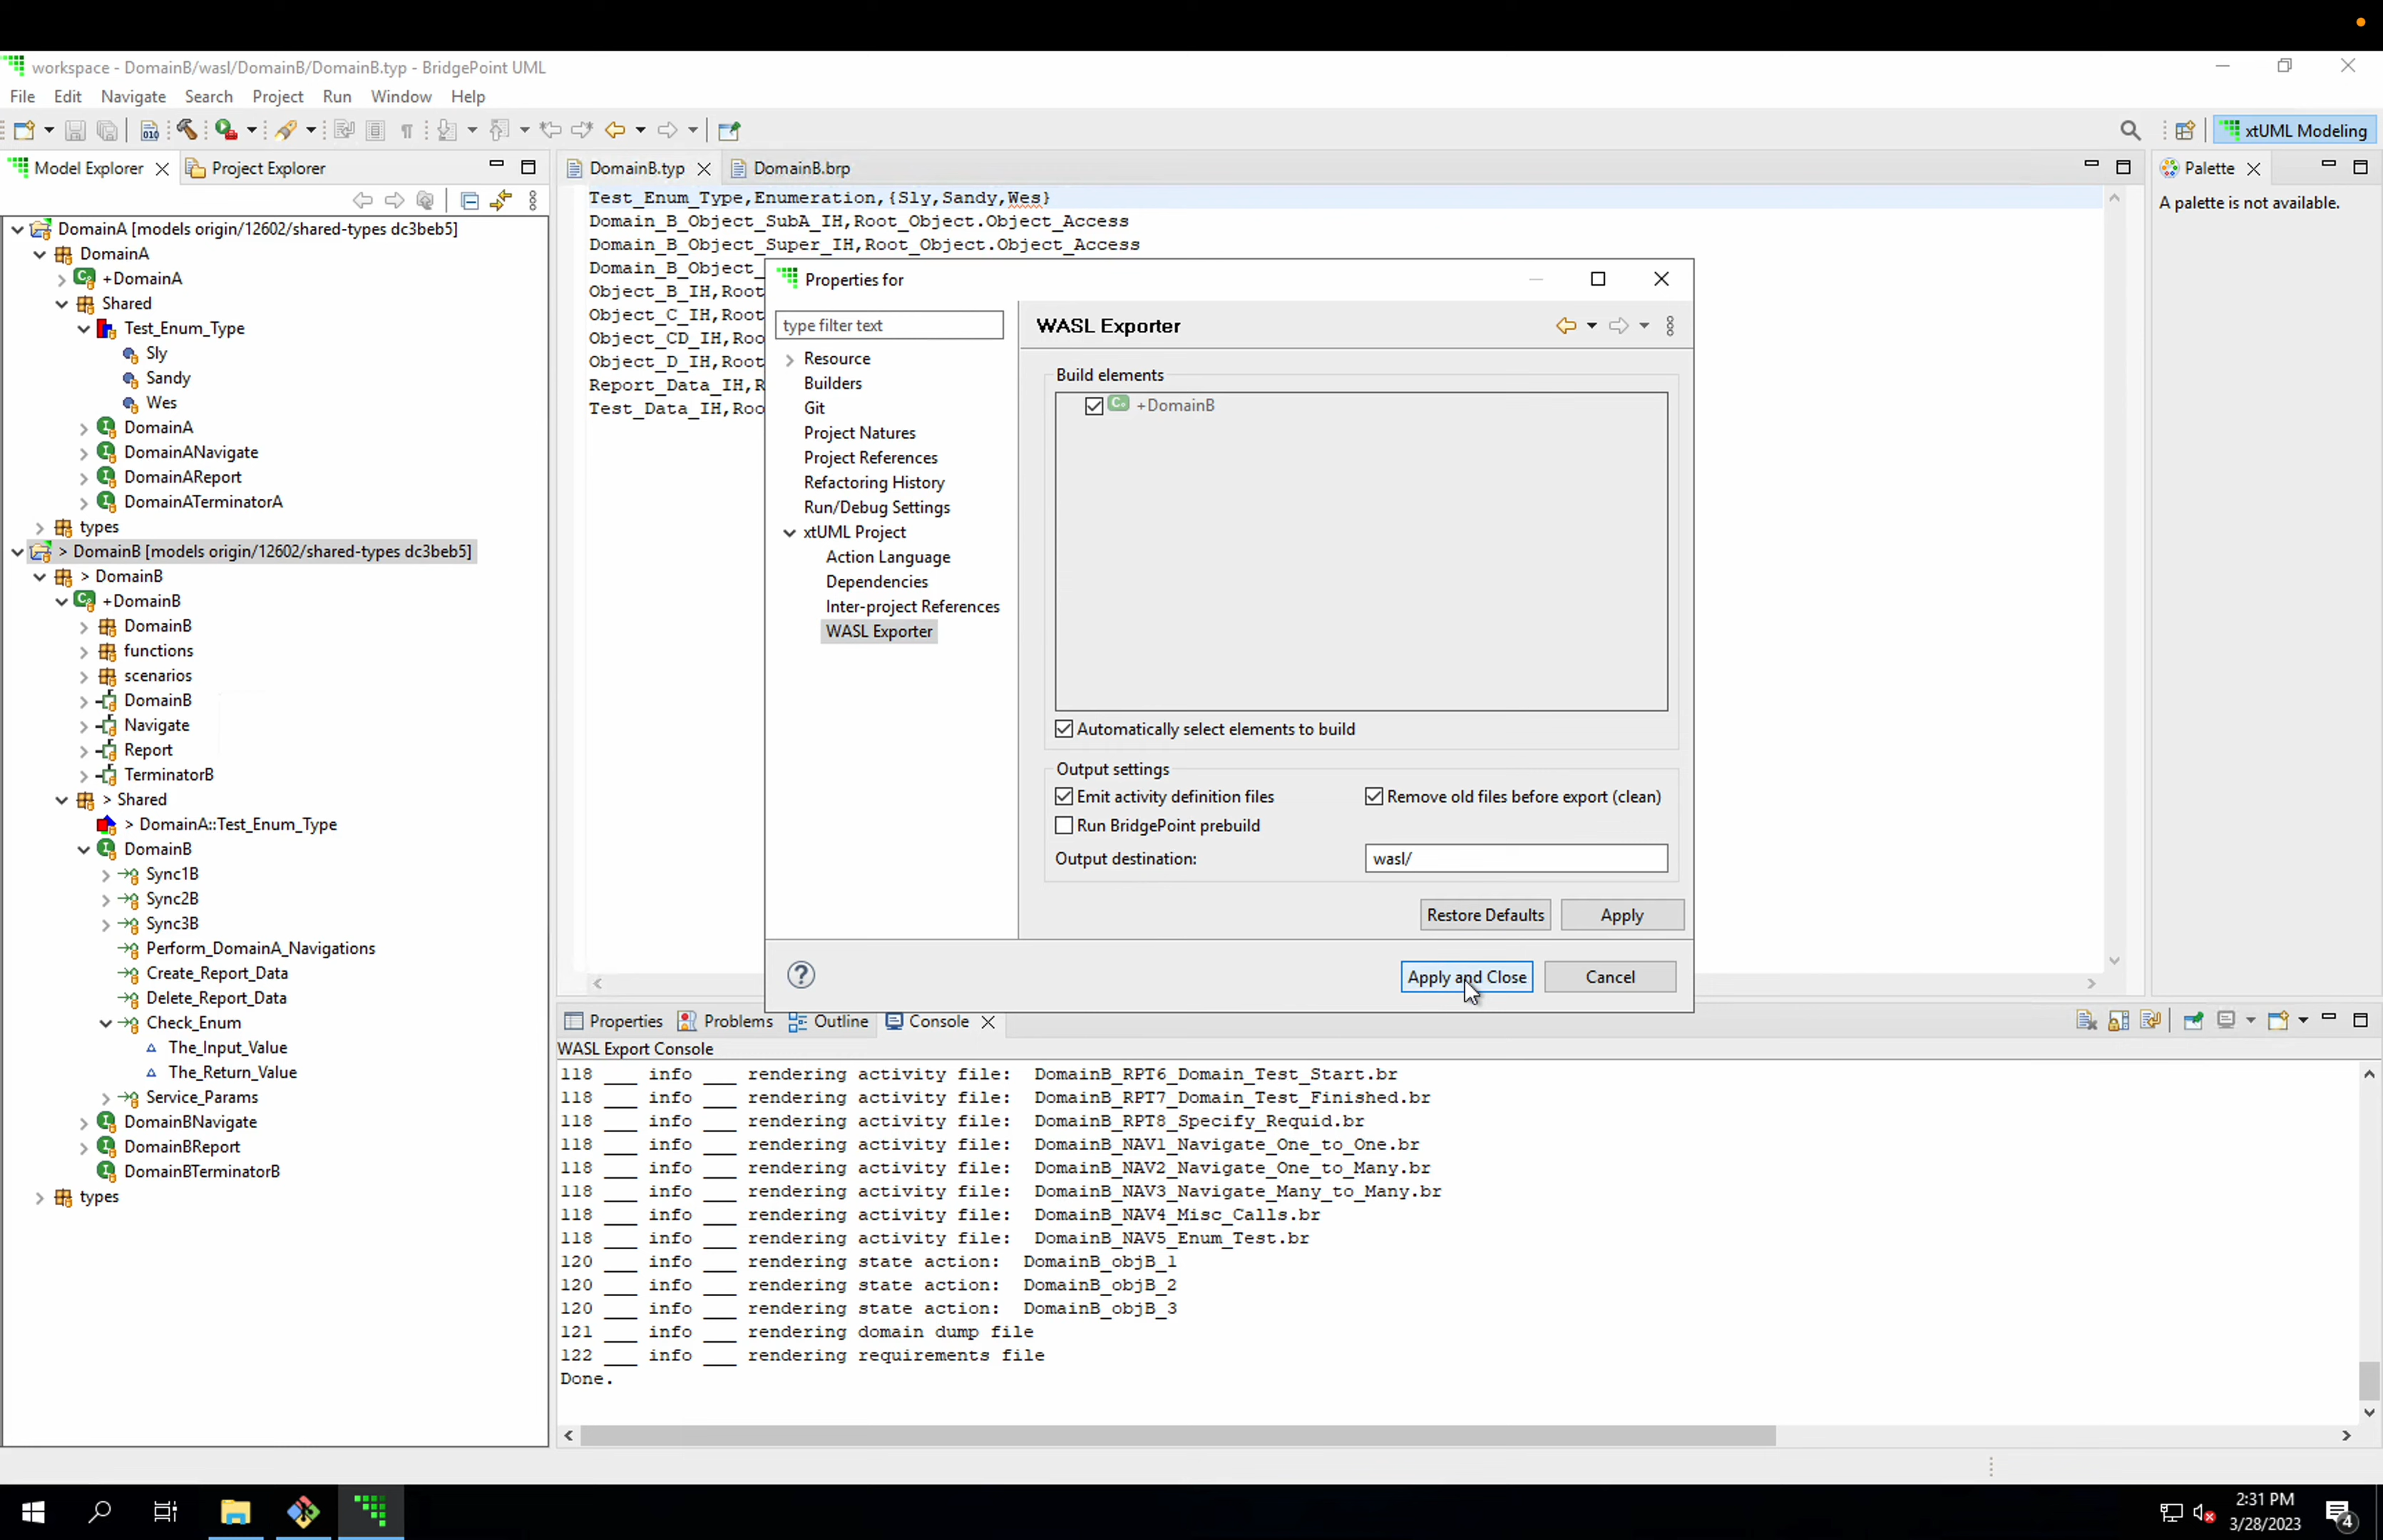 workspace - DomainB/wasl/DomainB/DomainB.typ - BridgePoint UML
File Edit Navigate Search Project Run Window Help
xtUML Modeling
Model Explorer
Project Explorer
DomainA [models origin/12602/shared-types dc3beb5]
DomainA
+DomainA
Shared
Test_Enum_Type
Sly
Sandy
Wes
DomainA
DomainANavigate
DomainAReport
DomainATerminatorA
types
> DomainB [models origin/12602/shared-types dc3beb5]
> DomainB
+DomainB
DomainB
functions
scenarios
DomainB
Navigate
Report
TerminatorB
> Shared
> DomainA::Test_Enum_Type
DomainB
Sync1B
Sync2B
Sync3B
Perform_DomainA_Navigations
Create_Report_Data
Delete_Report_Data
Check_Enum
The_Input_Value
The_Return_Value
Service_Params
DomainBNavigate
DomainBReport
DomainBTerminatorB
types
DomainB.typ
DomainB.brp
Test_Enum_Type,Enumeration,{Sly,Sandy,Wes}
Domain_B_Object_SubA_IH,Root_Object.Object_Access
Domain_B_Object_Super_IH,Root_Object.Object_Access
Domain_B_Object_
Object_B_IH,Root
Object_C_IH,Root
Object_CD_IH,Roo
Object_D_IH,Root
Report_Data_IH,R
Test_Data_IH,Roo
Palette
A palette is not available.
Properties for
type filter text
Resource
Builders
Git
Project Natures
Project References
Refactoring History
Run/Debug Settings
xtUML Project
Action Language
Dependencies
Inter-project References
WASL Exporter
WASL Exporter
Build elements
+DomainB
Automatically select elements to build
Output settings
Emit activity definition files
Remove old files before export (clean)
Run BridgePoint prebuild
Output destination:
wasl/
Restore Defaults
Apply
?
Apply and Close
Cancel
Properties
Problems
Outline
Console
WASL Export Console
118 ___ info ___ rendering activity file:  DomainB_RPT6_Domain_Test_Start.br
118 ___ info ___ rendering activity file:  DomainB_RPT7_Domain_Test_Finished.br
118 ___ info ___ rendering activity file:  DomainB_RPT8_Specify_Requid.br
118 ___ info ___ rendering activity file:  DomainB_NAV1_Navigate_One_to_One.br
118 ___ info ___ rendering activity file:  DomainB_NAV2_Navigate_One_to_Many.br
118 ___ info ___ rendering activity file:  DomainB_NAV3_Navigate_Many_to_Many.br
118 ___ info ___ rendering activity file:  DomainB_NAV4_Misc_Calls.br
118 ___ info ___ rendering activity file:  DomainB_NAV5_Enum_Test.br
120 ___ info ___ rendering state action:  DomainB_objB_1
120 ___ info ___ rendering state action:  DomainB_objB_2
120 ___ info ___ rendering state action:  DomainB_objB_3
121 ___ info ___ rendering domain dump file
122 ___ info ___ rendering requirements file
Done.
2:31 PM
3/28/2023
4